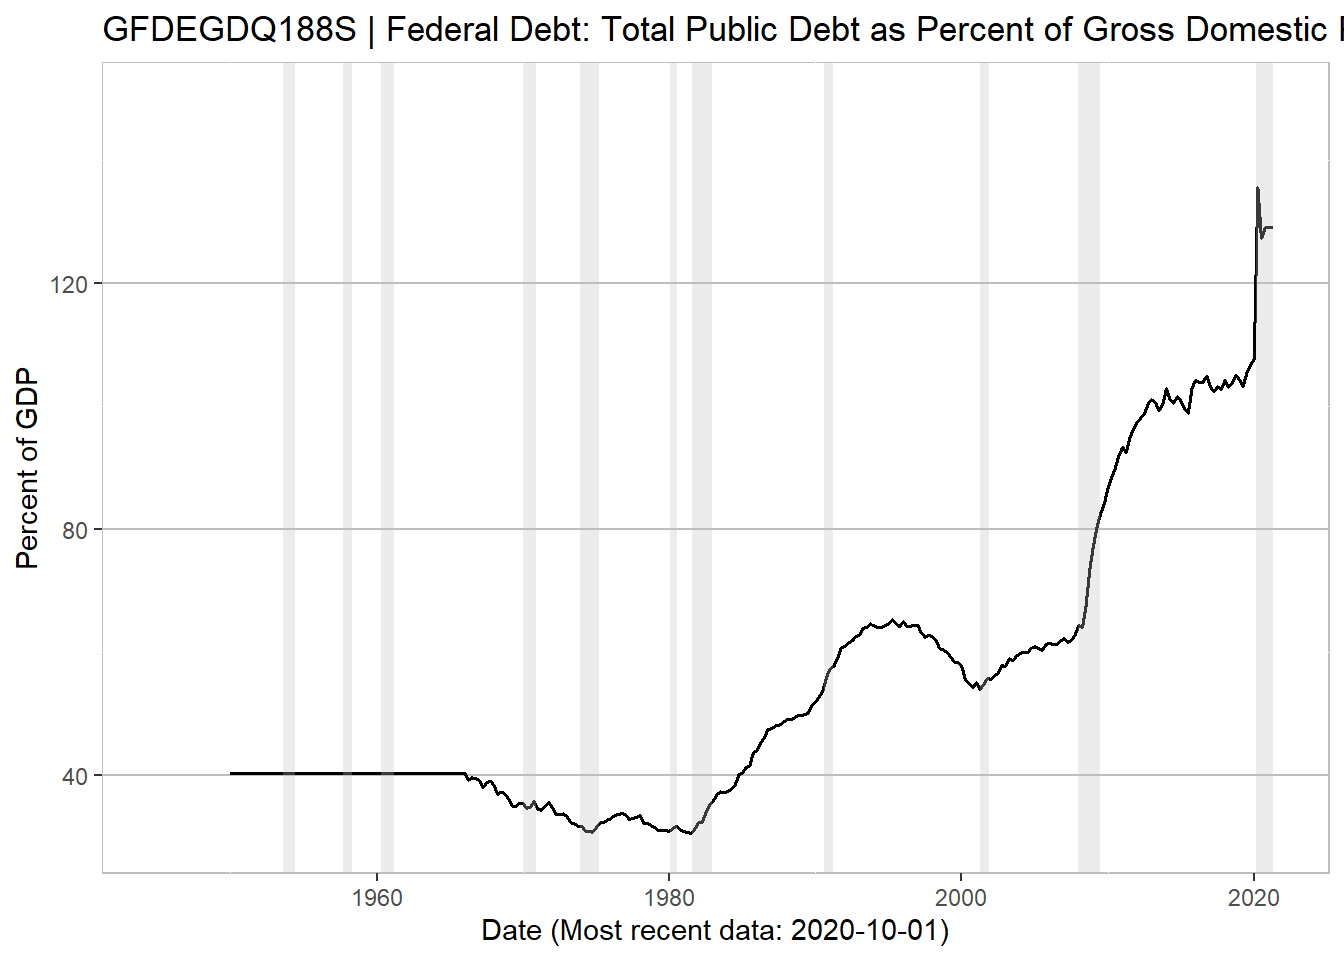 GFDEGDQ188S | Federal Debt: Total Public Debt as Percent of Gross Domestic
Percent of GDP
120
80
40
1960
1980
2000
2020
Date (Most recent data: 2020-10-01)